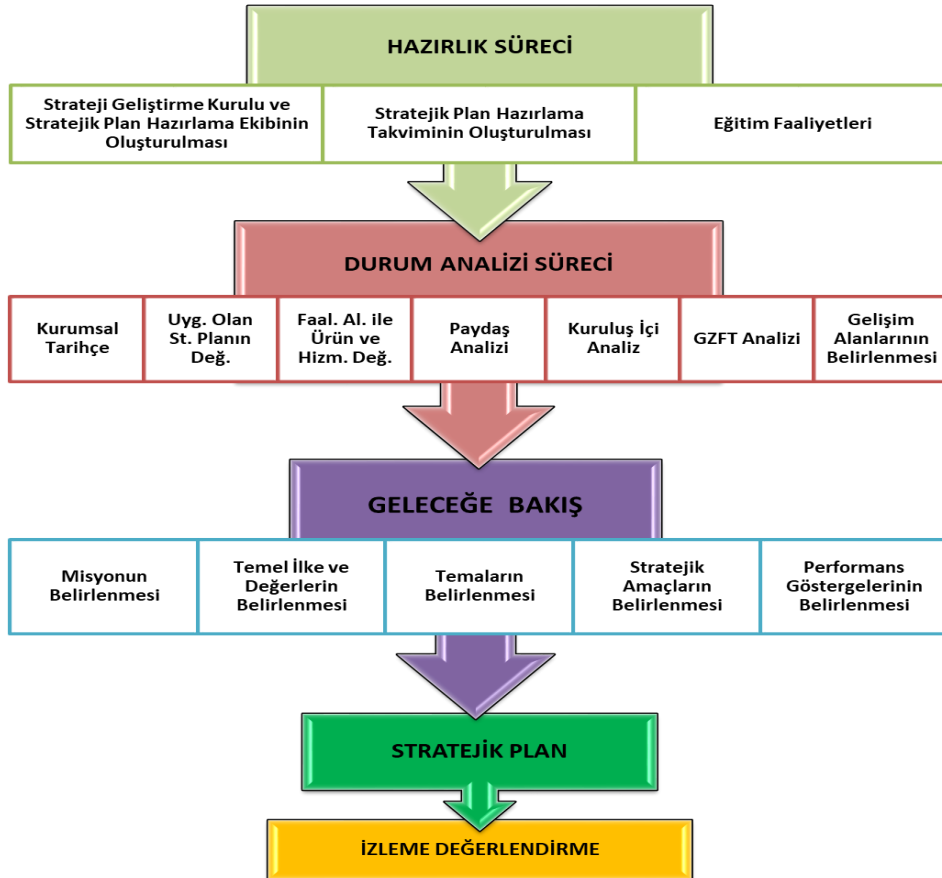 HAZIRLIK SÜRECİ
Strateji Geliştirme Kurulu ve
Stratejik Plan Hazırlama Ekibinin
Oluşturulması
Stratejik Plan Hazırlama
Takviminin Oluşturulması
Eğitim Faaliyetleri
DURUM ANALİZİ SÜRECİ
Kurumsal
Tarihçe
Uyg. Olan
St. Planın
Değ.
Faal. Al. ile
Ürün ve
Hizm. Değ.
Paydaş
Analizi
Kuruluş İçi
Analiz
GZFT Analizi
Gelişim
Alanlarının
Belirlenmesi
GELECEĞE BAKIŞ
Misyonun
Belirlenmesi
Temel İlke ve
Değerlerin
Belirlenmesi
Temaların
Belirlenmesi
Stratejik
Amaçların
Belirlenmesi
Performans
Göstergelerinin
Belirlenmesi
STRATEJİK PLAN
İZLEME DEĞERLENDİRME